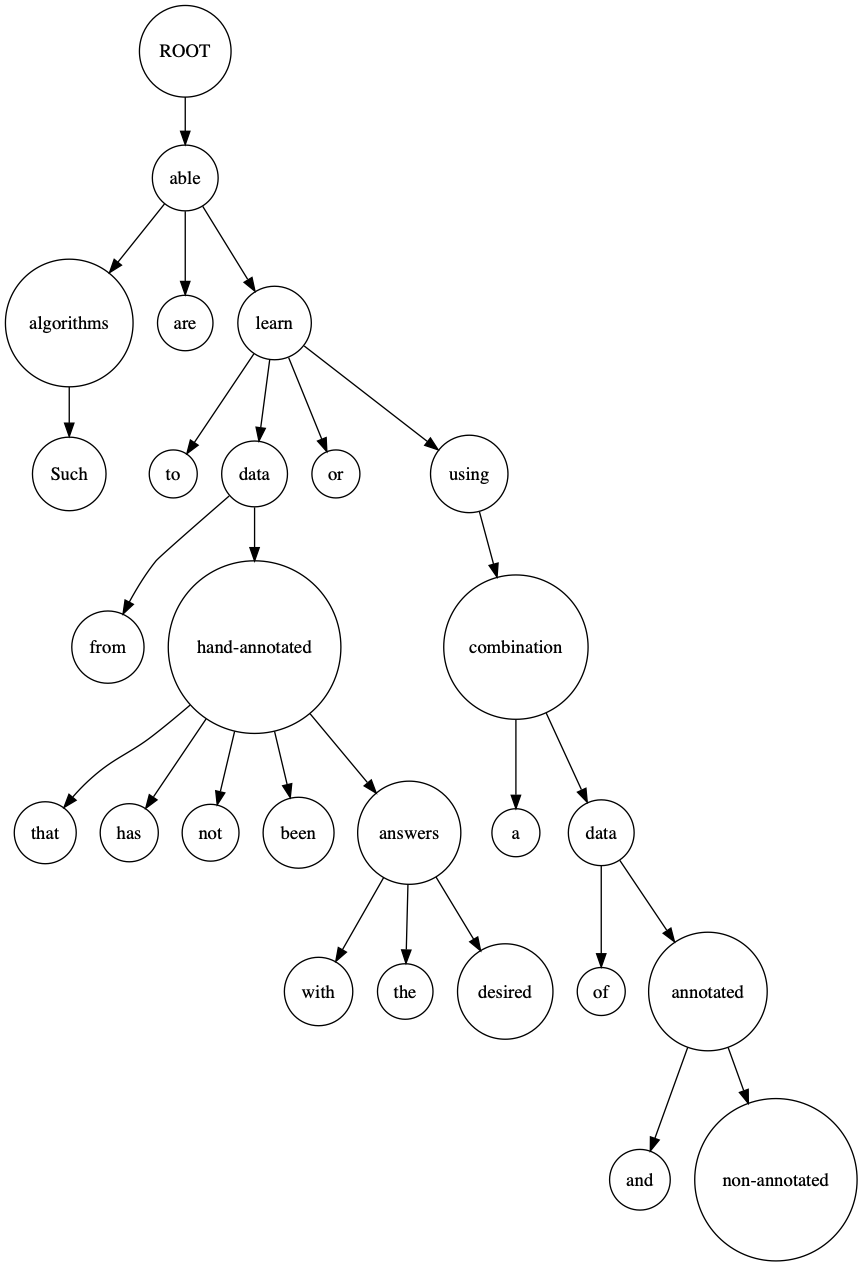 ROOT
able
algorithms
are
learn
Such
to
data
or
using
from
hand-annotated
combination
that
has
not
been
answers
a
data
with
the
desired
of
annotated
and
non-annotated